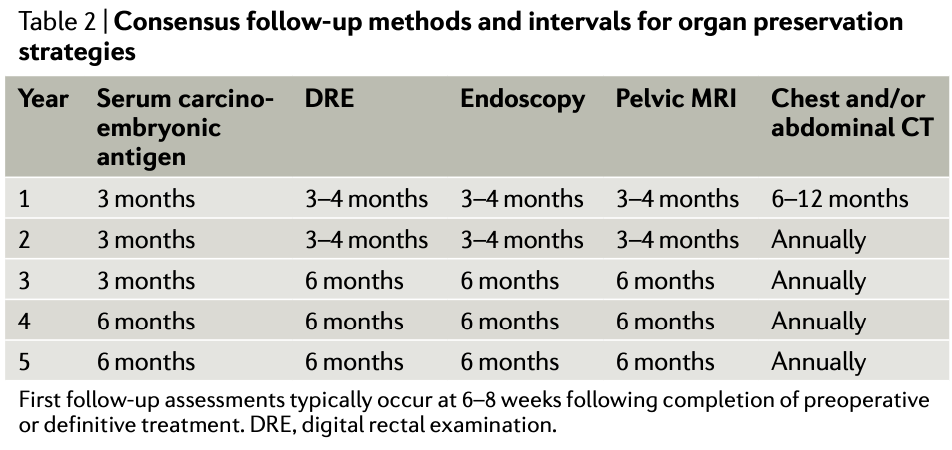 Table 2 | Consensus follow-up methods and intervals for organ preservation
strategies
Year Serum carcino-embryonic antigen DRE Endoscopy Pelvic MRI Chest and/or abdominal CT
1 3 months 3–4 months 3–4 months 3–4 months 6–12 months
2 3 months 3–4 months 3–4 months 3–4 months Annually
3 3 months 6 months 6 months 6 months Annually
4 6 months 6 months 6 months 6 months Annually
5 6 months 6 months 6 months 6 months Annually
First follow-up assessments typically occur at 6–8 weeks following completion of preoperative
or definitive treatment. DRE, digital rectal examination.